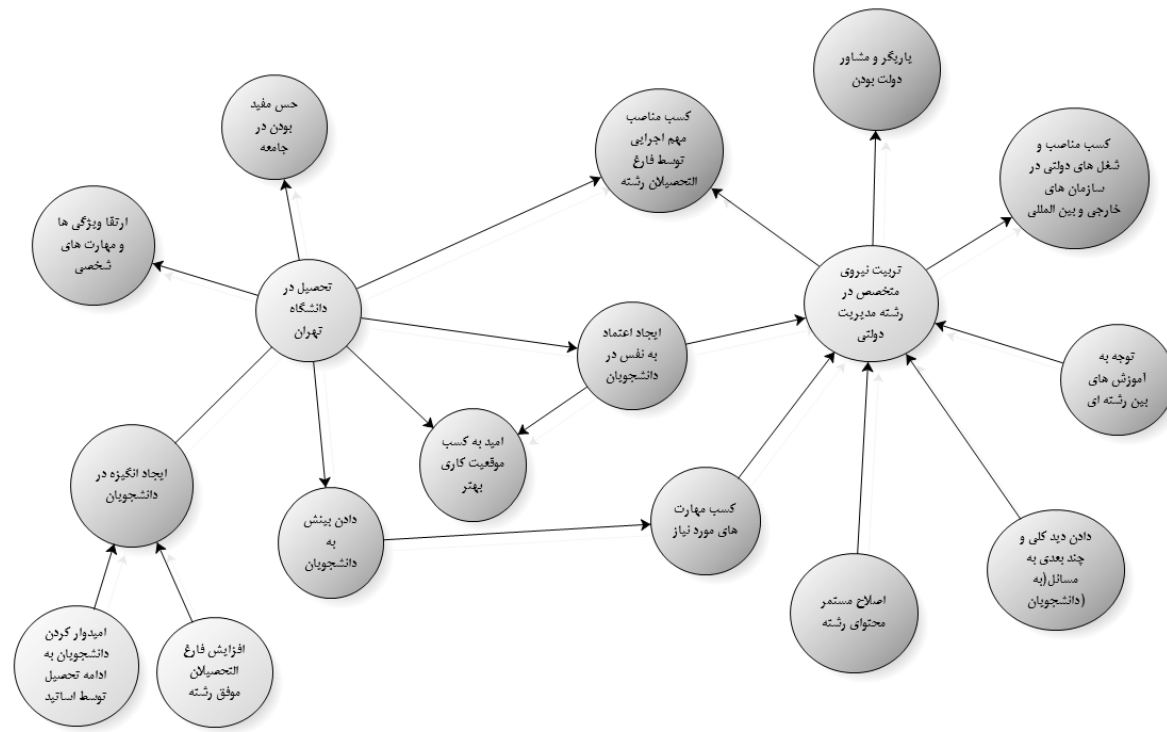 یاریگر و مشاور
دولت بودن
حس مفید
بودن در
جامعه
کسب مناصب
مهم اجرایی
توسط فارغ
التحصیلان رشته
کسب مناصب و
شغل های دولتی در
سازمان های
خارجی و بین المللی
ارتقا ویژگی ها
و مهارت های
شخصی
تحصیل در
دانشگاه
تهران
تربیت نیروی
متخصص در
رشته مدیریت
دولتی
ایجاد اعتماد
به نفس در
دانشجویان
توجه به
آموزش های
بین رشته ای
امید به کسب
موقعیت کاری
بهتر
ایجاد انگیزه در
دانشجویان
دادن بینش
به
دانشجویان
کسب مهارت
های مورد نیاز
دادن دید کلی و
چند بعدی به
مسائل(به
دانشجویان)
اصلاح مستمر
محتوای رشته
امیدوار کردن
دانشجویان به
ادامه تحصیل
توسط اساتید
افزایش فارغ
التحصیلان
موفق رشته